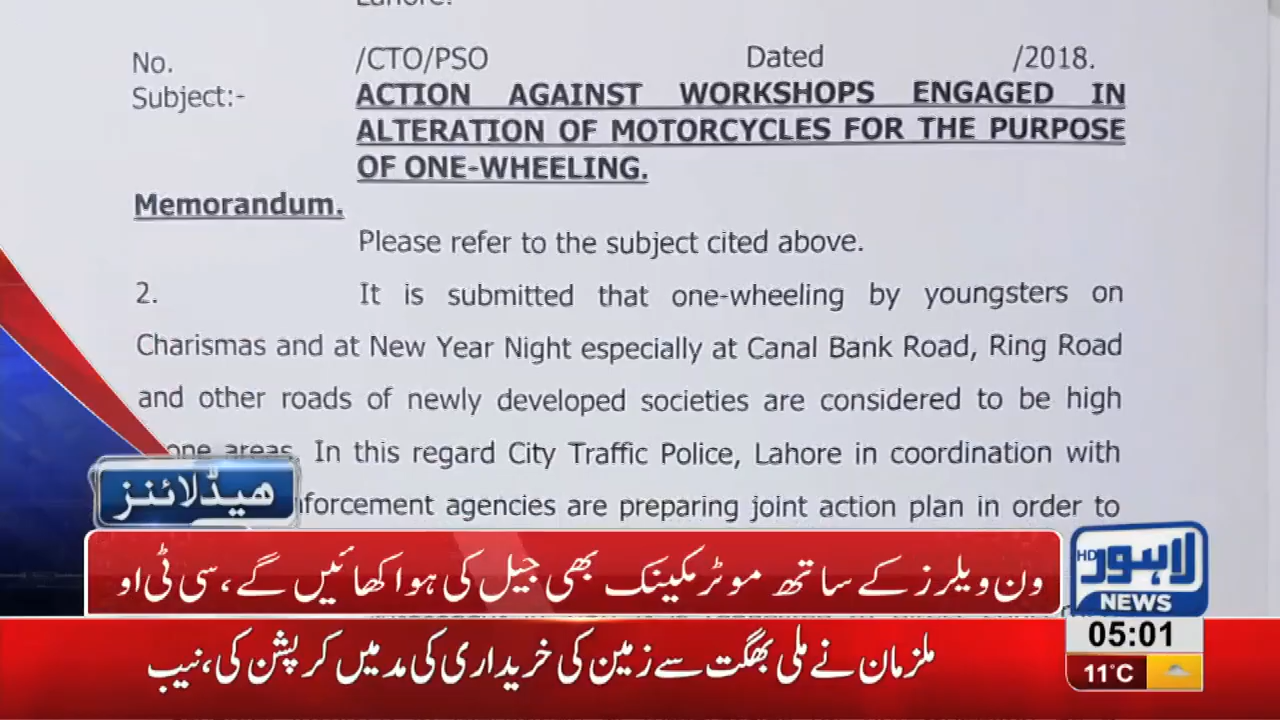 Lahore.
No. /CTO/PSO Dated /2018.
Subject:- ACTION AGAINST WORKSHOPS ENGAGED IN
ALTERATION OF MOTORCYCLES FOR THE PURPOSE
OF ONE-WHEELING.
Memorandum.
Please refer to the subject cited above.
2. It is submitted that one-wheeling by youngsters on
Charismas and at New Year Night especially at Canal Bank Road, Ring Road
and other roads of newly developed societies are considered to be high
areas. In this regard City Traffic Police, Lahore in coordination with
agencies are preparing joint action plan in order to
ہیڈلائنز
ون ویلرز کے ساتھ موٹر مکینک بھی جیل کی ہوا کھائیں گے، سی ٹی او
HD لاہور
NEWS
05:01
11°C
ملزمان نے ملی بھگت سے زمین کی خریداری کی مد میں کرپشن کی، نیب